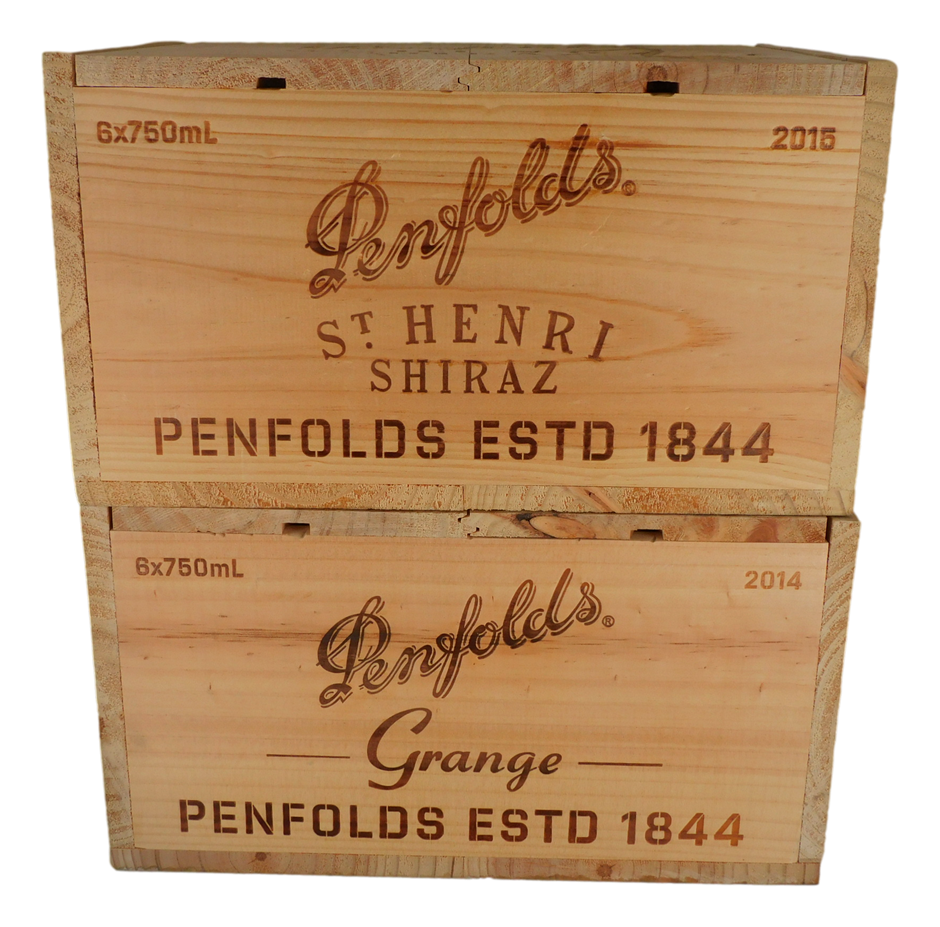 6x750mL 2015
Penfolds®
ST. HENRI
SHIRAZ
PENFOLDS ESTD 1844
6x750mL 2014
Penfolds®
Grange
PENFOLDS ESTD 1844